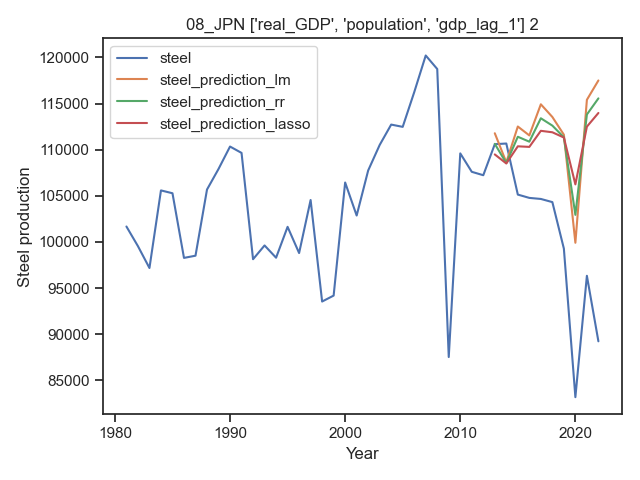 08_JPN ['real_GDP', 'population', 'gdp_lag_1'] 2
steel
steel_prediction_lm
steel_prediction_rr
steel_prediction_lasso
Steel production
120000
115000
110000
105000
100000
95000
90000
85000
1980
1990
2000
2010
2020
Year